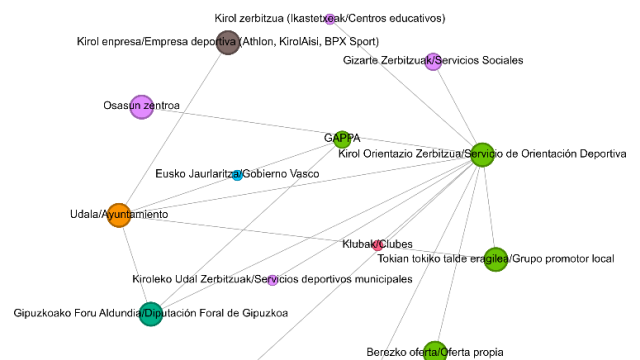 Kirol zerbitzua (Ikastetxeak/Centros educativos)
Kirol enpresa/Empresa deportiva (Athlon, KirolAisi, BPX Sport)
Gizarte Zerbitzuak/Servicios Sociales
Osasun zentroa
GAPPA
Kirol Orientazio Zerbitzua/Servicio de Orientación Deportiva
Eusko Jaurlaritza/Gobierno Vasco
Udala/Ayuntamiento
Klubak/Clubes
Tokian tokiko talde eragilea/Grupo promotor local
Kiroleko Udal Zerbitzuak/Servicios deportivos municipales
Gipuzkoako Foru Aldundia/Diputación Foral de Gipuzkoa
Berezko oferta/Oferta propia